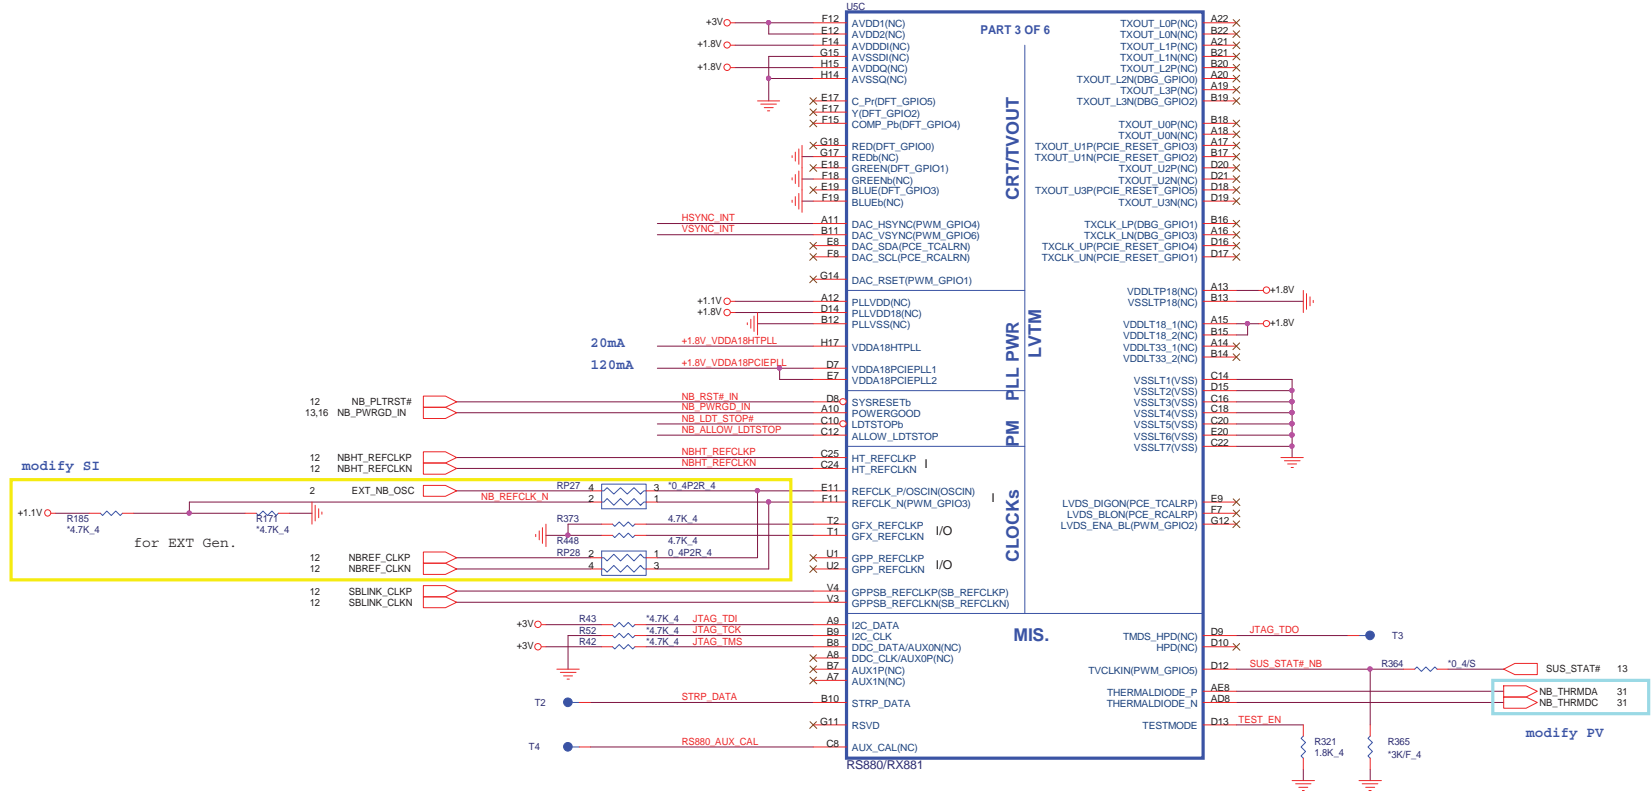 U5C
PART 3 OF 6
CRT/TVOUT
LVTM
PLL PWR
PM
CLOCKs
MIS.
+3V
F12 AVDD1(NC)
E12 AVDD2(NC)
+1.8V
F14 AVDDDI(NC)
G15 AVSSDI(NC)
+1.8V
H15 AVDDQ(NC)
H14 AVSSQ(NC)
E17 C_Pr(DFT_GPIO5)
F17 Y(DFT_GPIO2)
F15 COMP_Pb(DFT_GPIO4)
G18 RED(DFT_GPIO0)
G17 REDb(NC)
E18 GREEN(DFT_GPIO1)
F18 GREENb(NC)
E19 BLUE(DFT_GPIO3)
F19 BLUEb(NC)
HSYNC_INT A11 DAC_HSYNC(PWM_GPIO4)
VSYNC_INT B11 DAC_VSYNC(PWM_GPIO6)
E8 DAC_SDA(PCE_TCALRN)
F8 DAC_SCL(PCE_RCALRN)
G14 DAC_RSET(PWM_GPIO1)
+1.1V A12 PLLVDD(NC)
+1.8V D14 PLLVDD18(NC)
B12 PLLVSS(NC)
20mA +1.8V_VDDA18HTPLL H17 VDDA18HTPLL
120mA +1.8V_VDDA18PCIEPLL D7 VDDA18PCIEPLL1
E7 VDDA18PCIEPLL2
12 NB_PLTRST# NB_RST#_IN D8 SYSRESETb
13,16 NB_PWRGD_IN NB_PWRGD_IN A10 POWERGOOD
NB_LDT_STOP# C10 LDTSTOPb
NB_ALLOW_LDTSTOP C12 ALLOW_LDTSTOP
12 NBHT_REFCLKP NBHT_REFCLKP C25 HT_REFCLKP
12 NBHT_REFCLKN NBHT_REFCLKN C24 HT_REFCLKN
I
modify SI
2 EXT_NB_OSC RP27 4 3 *0_4P2R_4 E11 REFCLK_P/OSCIN(OSCIN)
NB_REFCLK_N 2 1 F11 REFCLK_N(PWM_GPIO3)
I
+1.1V R185 *4.7K_4 R171 *4.7K_4
for EXT Gen.
R373 4.7K_4 T2 GFX_REFCLKP
R448 4.7K_4 T1 GFX_REFCLKN
I/O
12 NBREF_CLKP RP28 2 1 0_4P2R_4 U1 GPP_REFCLKP
12 NBREF_CLKN 4 3 U2 GPP_REFCLKN
I/O
12 SBLINK_CLKP V4 GPPSB_REFCLKP(SB_REFCLKP)
12 SBLINK_CLKN V3 GPPSB_REFCLKN(SB_REFCLKN)
+3V R43 *4.7K_4 JTAG_TDI A9 I2C_DATA
R52 *4.7K_4 JTAG_TCK B9 I2C_CLK
+3V R42 *4.7K_4 JTAG_TMS B8 DDC_DATA/AUX0N(NC)
A8 DDC_CLK/AUX0P(NC)
B7 AUX1P(NC)
A7 AUX1N(NC)
T2 STRP_DATA B10 STRP_DATA
G11 RSVD
T4 RS880_AUX_CAL C8 AUX_CAL(NC)
RS880/RX881
TXOUT_L0P(NC) A22
TXOUT_L0N(NC) B22
TXOUT_L1P(NC) A21
TXOUT_L1N(NC) B21
TXOUT_L2P(NC) B20
TXOUT_L2N(DBG_GPIO0) A20
TXOUT_L3P(NC) A19
TXOUT_L3N(DBG_GPIO2) B19
TXOUT_U0P(NC) B18
TXOUT_U0N(NC) A18
TXOUT_U1P(PCIE_RESET_GPIO3) A17
TXOUT_U1N(PCIE_RESET_GPIO2) B17
TXOUT_U2P(NC) D20
TXOUT_U2N(NC) D21
TXOUT_U3P(PCIE_RESET_GPIO5) D18
TXOUT_U3N(NC) D19
TXCLK_LP(DBG_GPIO1) B16
TXCLK_LN(DBG_GPIO3) A16
TXCLK_UP(PCIE_RESET_GPIO4) D16
TXCLK_UN(PCIE_RESET_GPIO1) D17
VDDLTP18(NC) A13 +1.8V
VSSLTP18(NC) B13
VDDLT18_1(NC) A15 +1.8V
VDDLT18_2(NC) B15
VDDLT33_1(NC) A14
VDDLT33_2(NC) B14
VSSLT1(VSS) C14
VSSLT2(VSS) D15
VSSLT3(VSS) C16
VSSLT4(VSS) C18
VSSLT5(VSS) C20
VSSLT6(VSS) E20
VSSLT7(VSS) C22
LVDS_DIGON(PCE_TCALRP) E9
LVDS_BLON(PCE_RCALRP) F7
LVDS_ENA_BL(PWM_GPIO2) G12
TMDS_HPD(NC) D9 JTAG_TDO T3
HPD(NC) D10
TVCLKIN(PWM_GPIO5) D12 SUS_STAT#_NB R364 *0_4/S SUS_STAT# 13
THERMALDIODE_P AE8 NB_THRMDA 31
THERMALDIODE_N AD8 NB_THRMDC 31
TESTMODE D13 TEST_EN
modify PV
R321 1.8K_4
R365 *3K/F_4